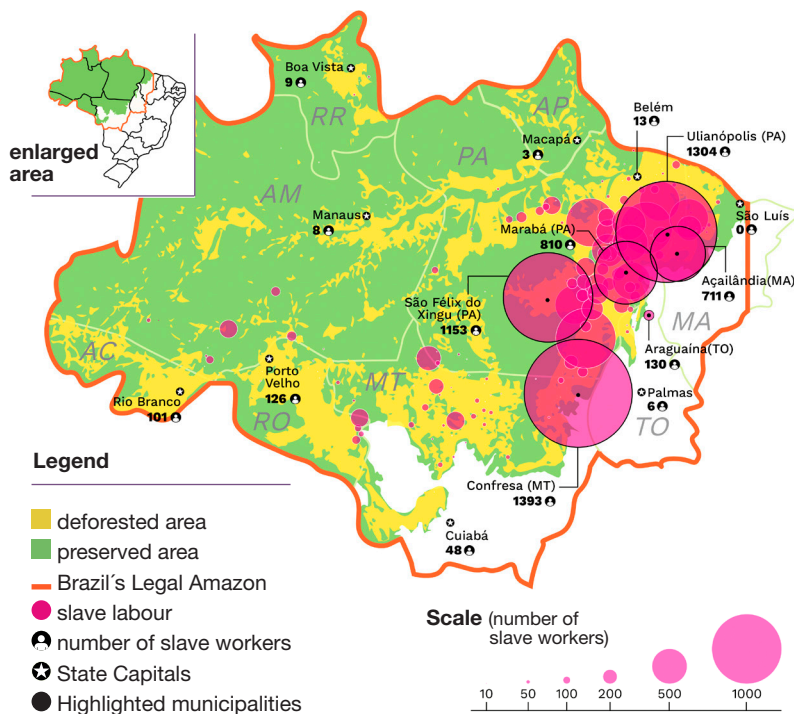 enlarged
area
Boa Vista
9
RR
AP
Macapá
3
PA
Belém
13
Ulianópolis (PA)
1304
AM
Manaus
8
Marabá (PA)
810
São Luís
0
Açailândia(MA)
711
São Félix do
Xingu (PA)
1153
MA
Araguaína(TO)
130
AC
Porto
Velho
126
MT
Rio Branco
101
RO
Palmas
6
TO
Confresa (MT)
1393
Cuiabá
48
Legend
deforested area
preserved area
Brazil´s Legal Amazon
slave labour
number of slave workers
State Capitals
Highlighted municipalities
Scale (number of
slave workers)
10 50 100 200 500 1000